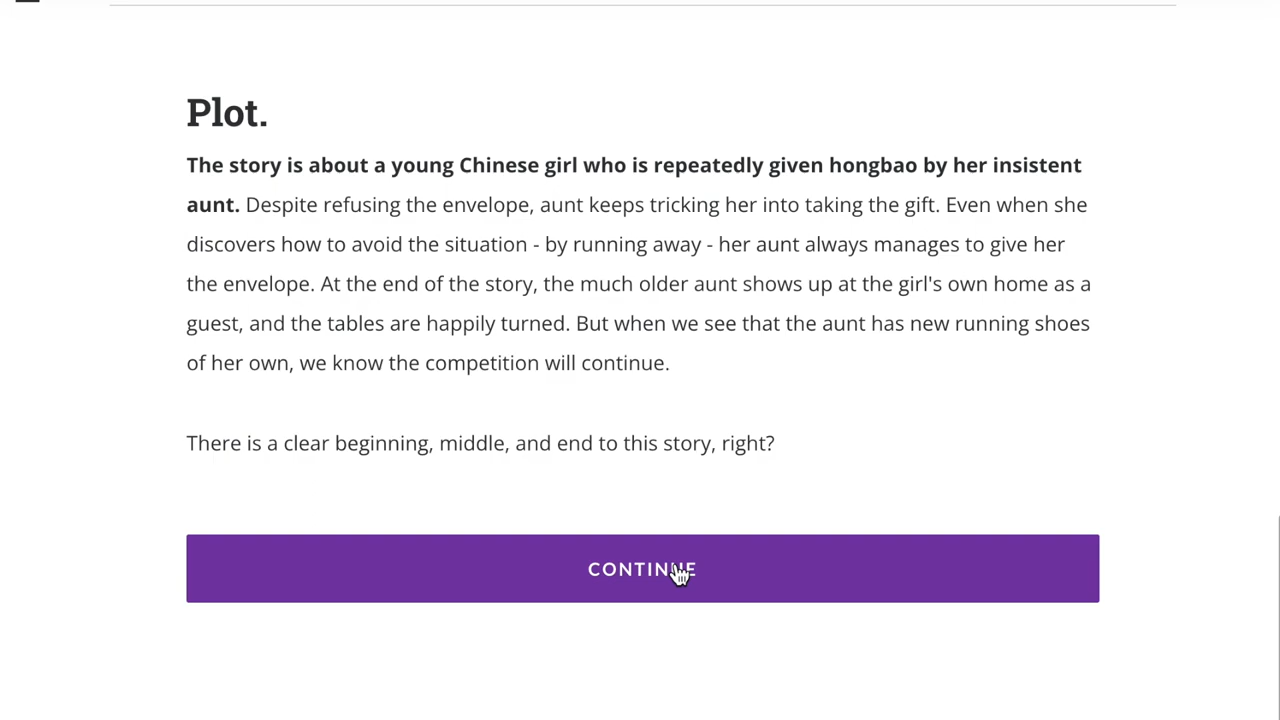 Plot.
The story is about a young Chinese girl who is repeatedly given hongbao by her insistent
aunt. Despite refusing the envelope, aunt keeps tricking her into taking the gift. Even when she
discovers how to avoid the situation - by running away - her aunt always manages to give her
the envelope. At the end of the story, the much older aunt shows up at the girl's own home as a
guest, and the tables are happily turned. But when we see that the aunt has new running shoes
of her own, we know the competition will continue.
There is a clear beginning, middle, and end to this story, right?
CONTINUE